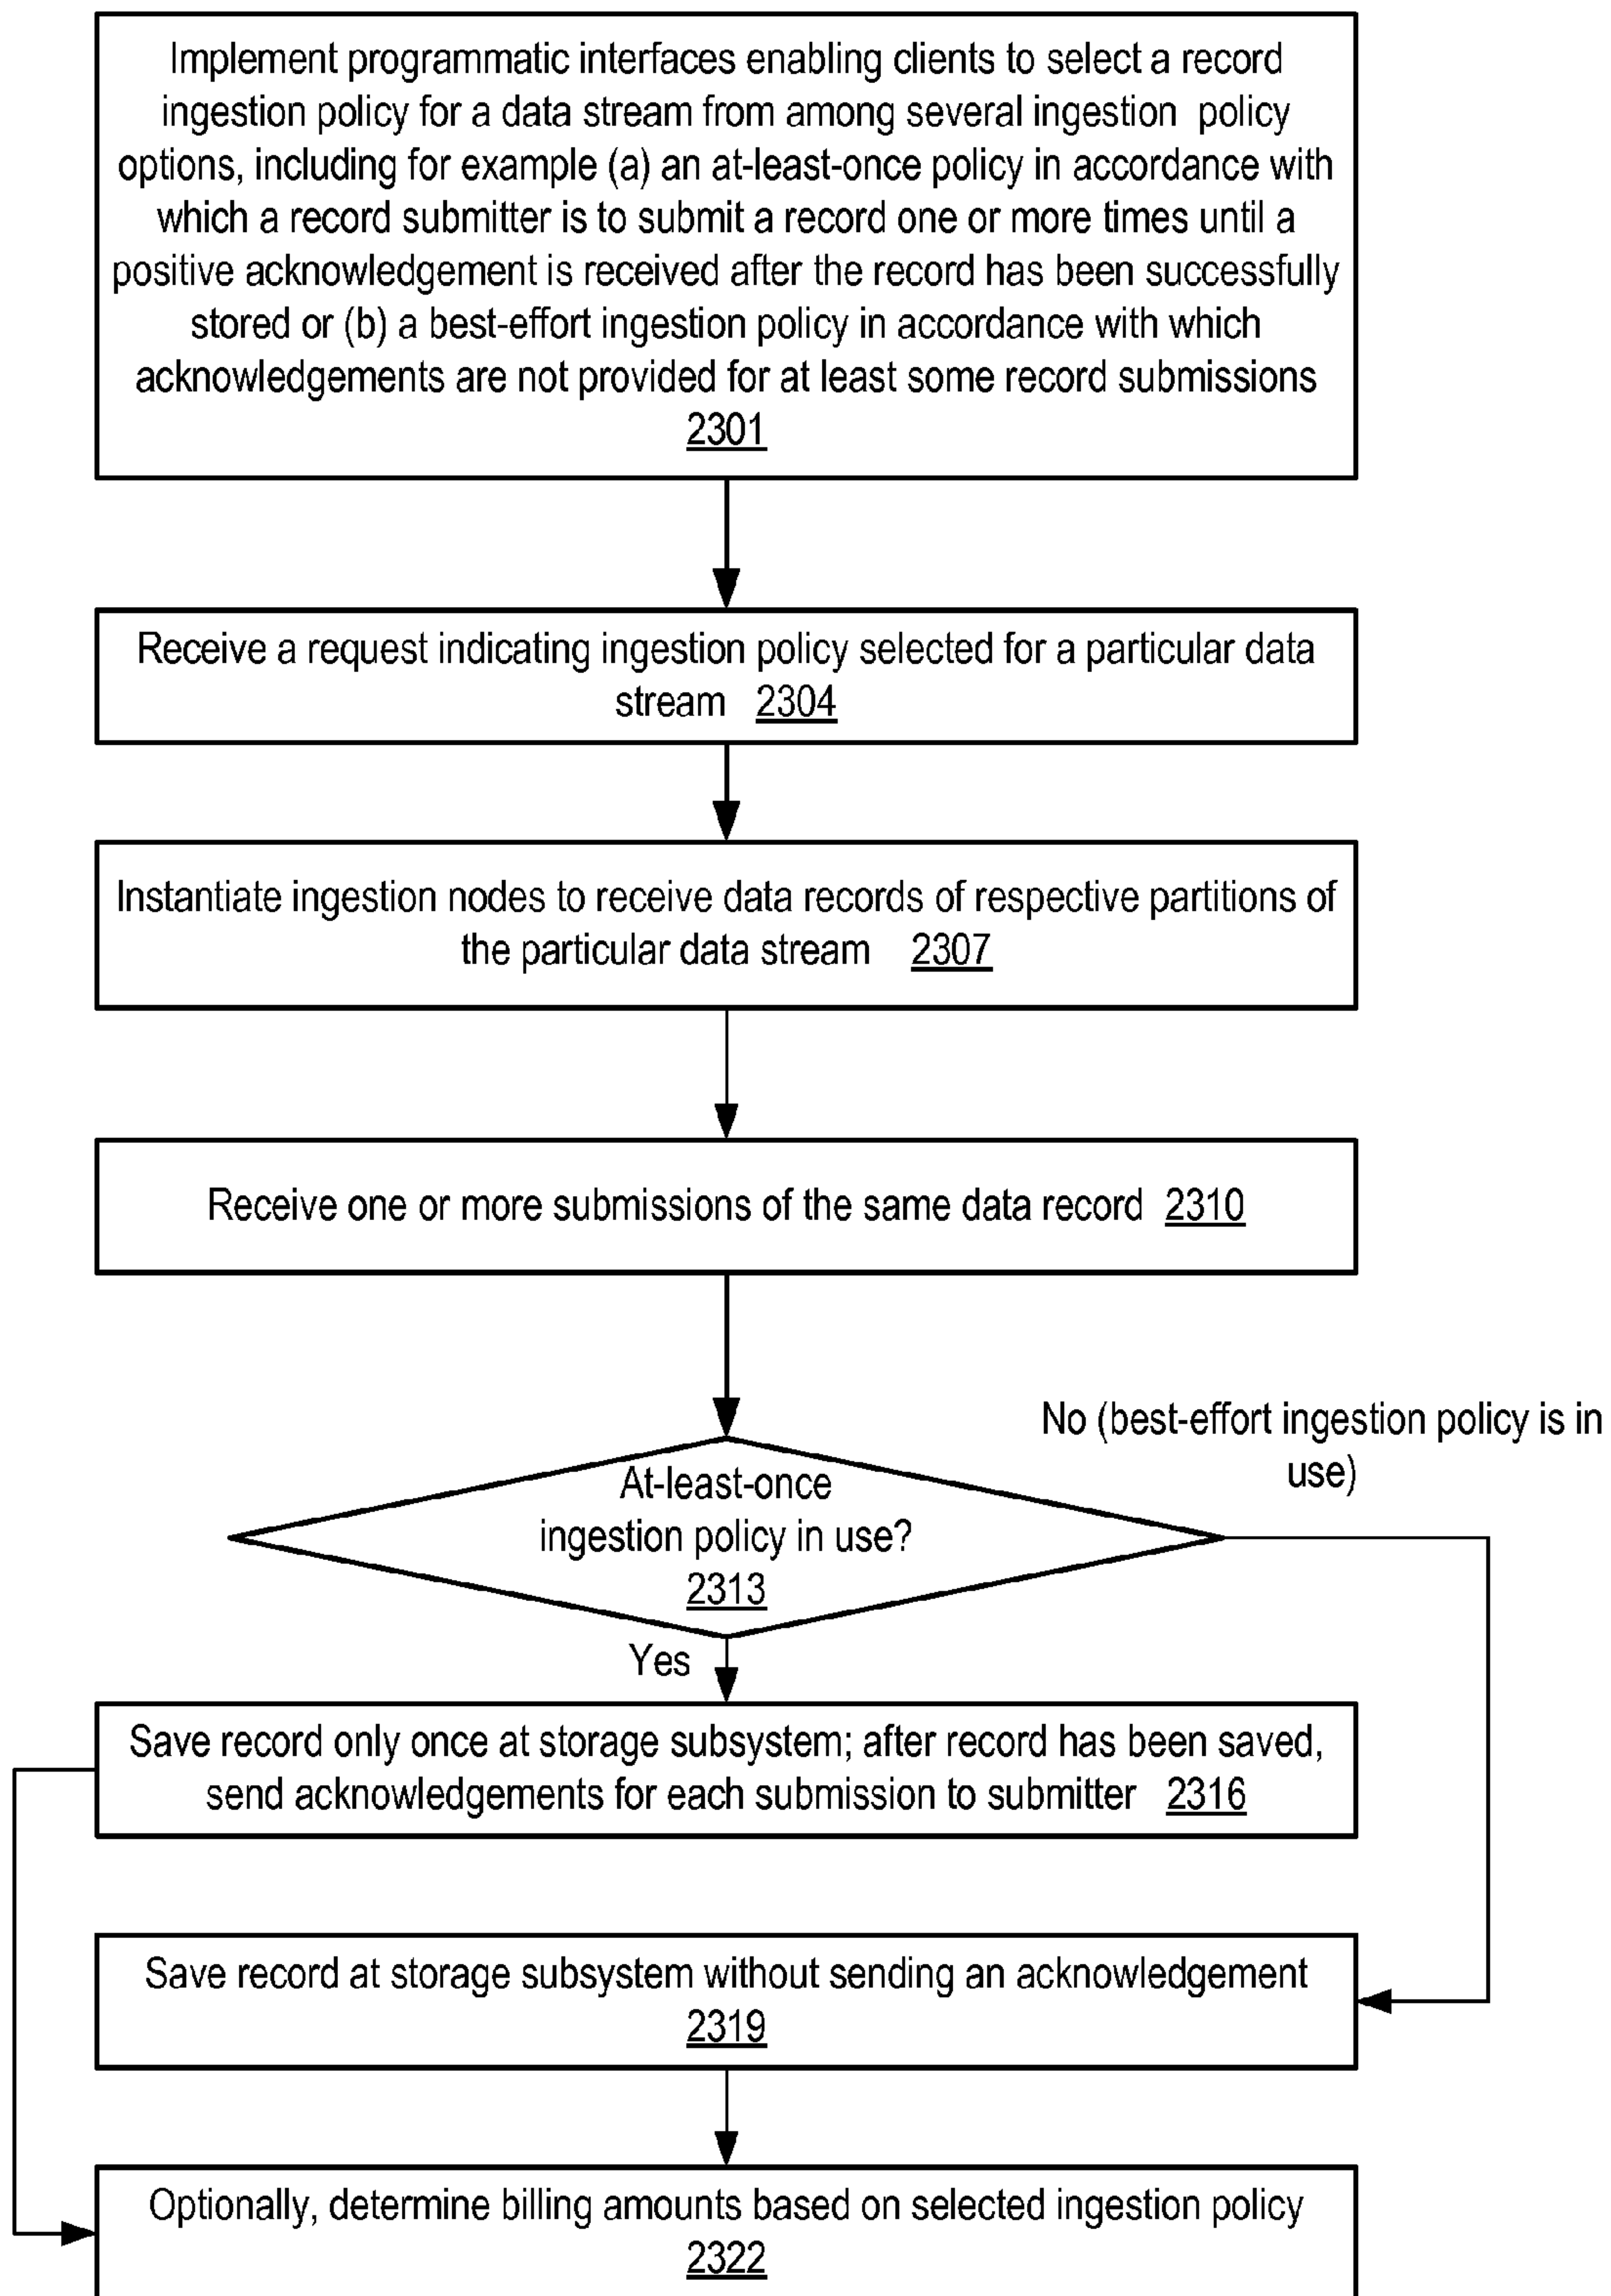 Implement programmatic interfaces enabling clients to select a record
ingestion policy for a data stream from among several ingestion policy
options, including for example (a) an at-least-once policy in accordance with
which a record submitter is to submit a record one or more times until a
positive acknowledgement is received after the record has been successfully
stored or (b) a best-effort ingestion policy in accordance with which
acknowledgements are not provided for at least some record submissions
2301
Receive a request indicating ingestion policy selected for a particular data
stream 2304
Instantiate ingestion nodes to receive data records of respective partitions of
the particular data stream 2307
Receive one or more submissions of the same data record 2310
No (best-effort ingestion policy is in
use)
At-least-once
ingestion policy in use?
2313
Yes
Save record only once at storage subsystem; after record has been saved,
send acknowledgements for each submission to submitter 2316
Save record at storage subsystem without sending an acknowledgement
2319
Optionally, determine billing amounts based on selected ingestion policy
2322